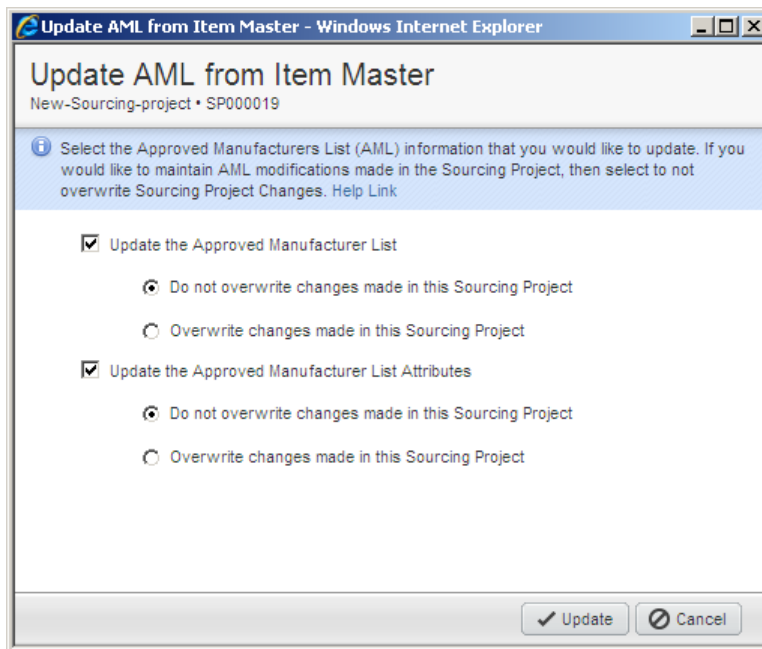 Update AML from Item Master - Windows Internet Explorer
Update AML from Item Master
New-Sourcing-project • SP000019
Select the Approved Manufacturers List (AML) information that you would like to update. If you
would like to maintain AML modifications made in the Sourcing Project, then select to not
overwrite Sourcing Project Changes. Help Link
Update the Approved Manufacturer List
Do not overwrite changes made in this Sourcing Project
Overwrite changes made in this Sourcing Project
Update the Approved Manufacturer List Attributes
Do not overwrite changes made in this Sourcing Project
Overwrite changes made in this Sourcing Project
Update Cancel